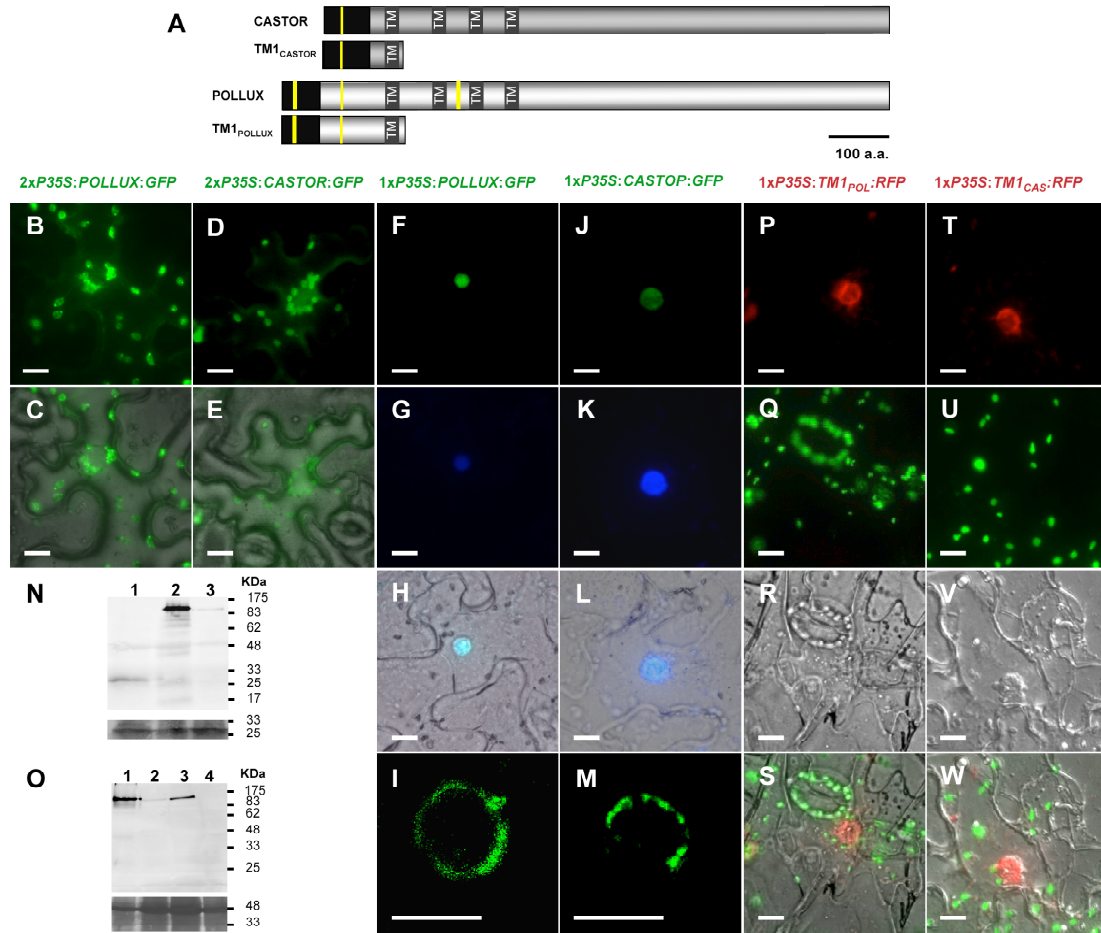 A
CASTOR
TM TM TM TM
TM1CASTOR
TM
POLLUX
TM TM TM TM
TM1POLLUX
TM
100 a.a.
2xP35S:POLLUX:GFP 2xP35S:CASTOR:GFP 1xP35S:POLLUX:GFP 1xP35S:CASTOP:GFP 1xP35S:TM1POL:RFP 1xP35S:TM1CAS:RFP
B D F J P T
C E G K Q U
N
1 2 3
KDa
175
83
62
48
33
25
17
33
25
H L R V
O
1 2 3 4
KDa
175
83
62
48
33
25
48
33
I M S W